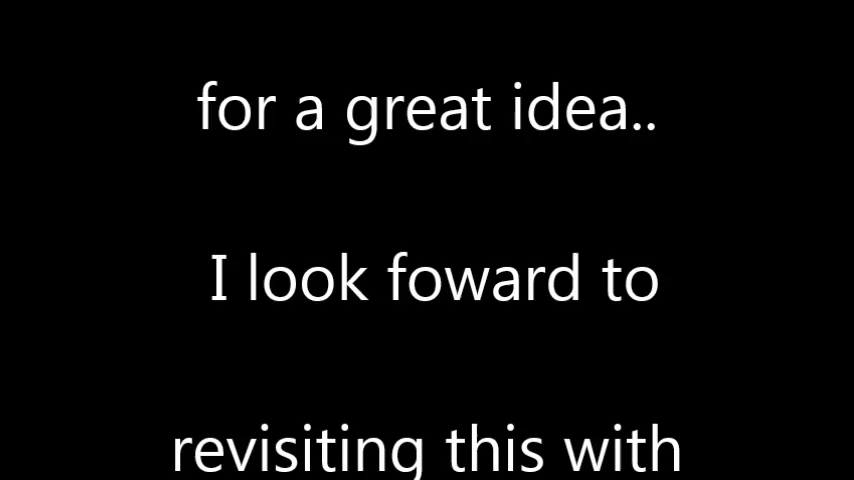 for a great idea..
I look foward to
revisiting this with